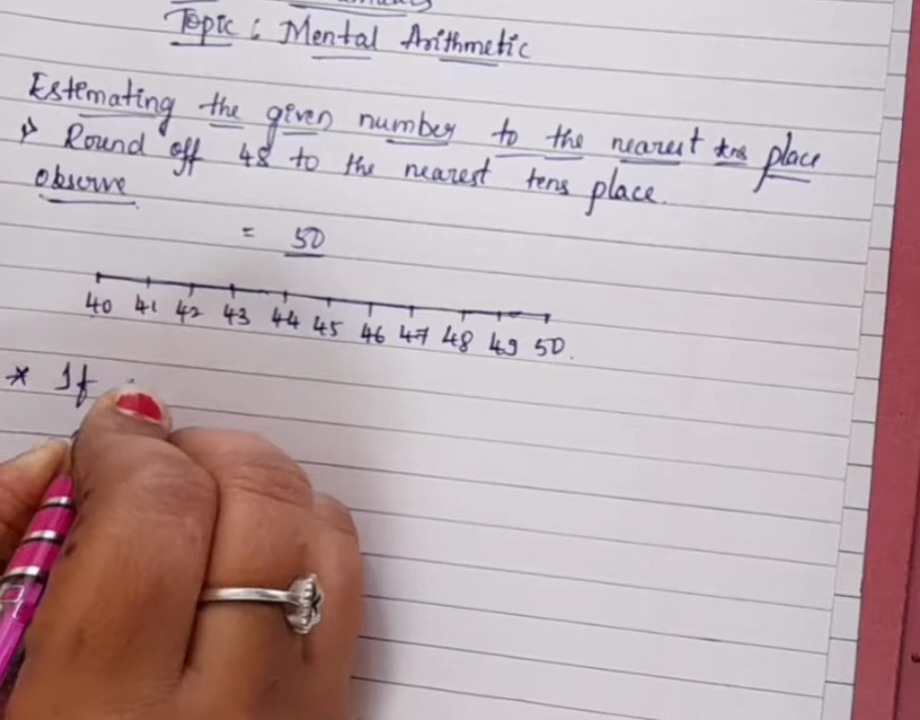 Topic : Mental Arithmetic
Estemating the given number to the nearest tens place
Round off 48 to the nearest tens place.
observe
= 50
40 41 42 43 44 45 46 47 48 49 50.
* If